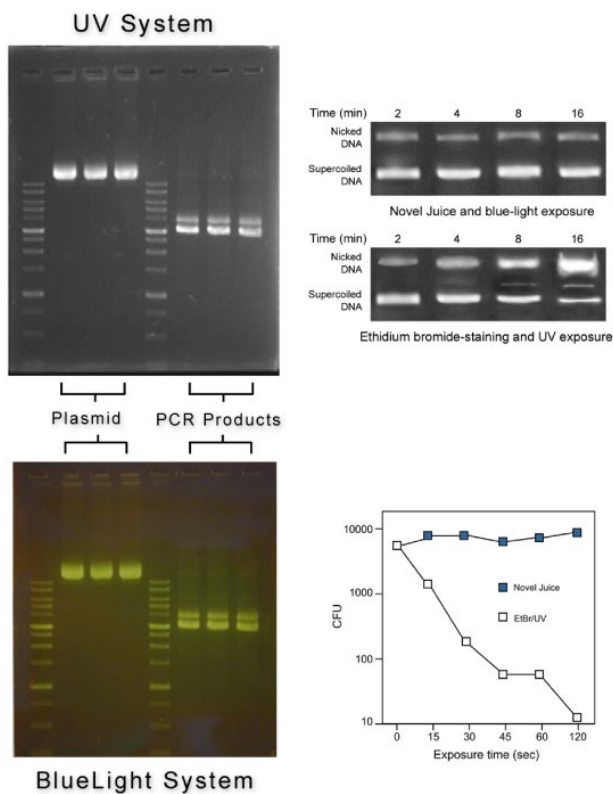 UV System
Time (min) 2 4 8 16
Nicked
DNA
Supercoiled
DNA
Novel Juice and blue-light exposure
Time (min) 2 4 8 16
Nicked
DNA
Supercoiled
DNA
Ethidium bromide-staining and UV exposure
Plasmid PCR Products
BlueLight System
10000
1000
100
10
CFU
Novel Juice
EtBr/UV
0 15 30 45 60 120
Exposure time (sec)